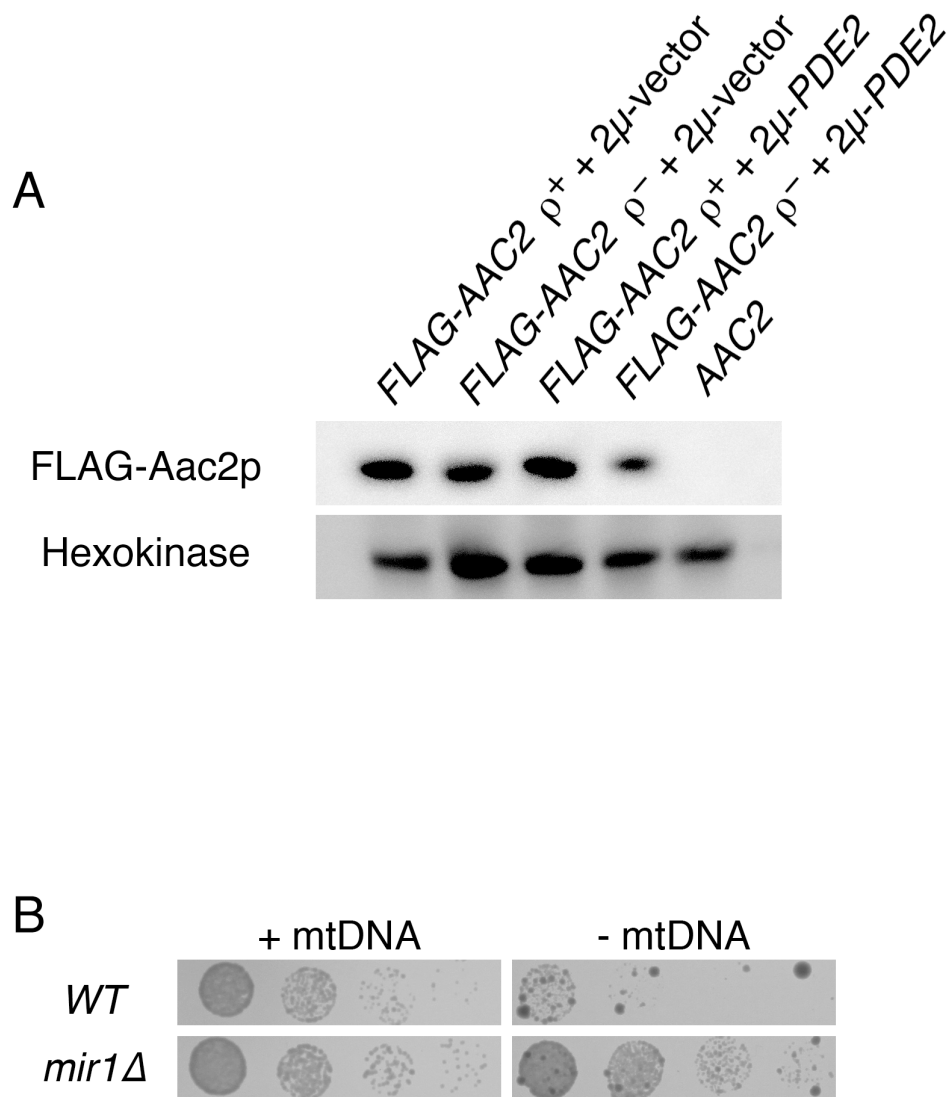 A
FLAG-AAC2 ρ⁺ + 2µ-vector
FLAG-AAC2 ρ⁻ + 2µ-vector
FLAG-AAC2 ρ⁺ + 2µ-PDE2
FLAG-AAC2 ρ⁻ + 2µ-PDE2
AAC2
FLAG-Aac2p
Hexokinase
B
+ mtDNA - mtDNA
WT
mir1Δ